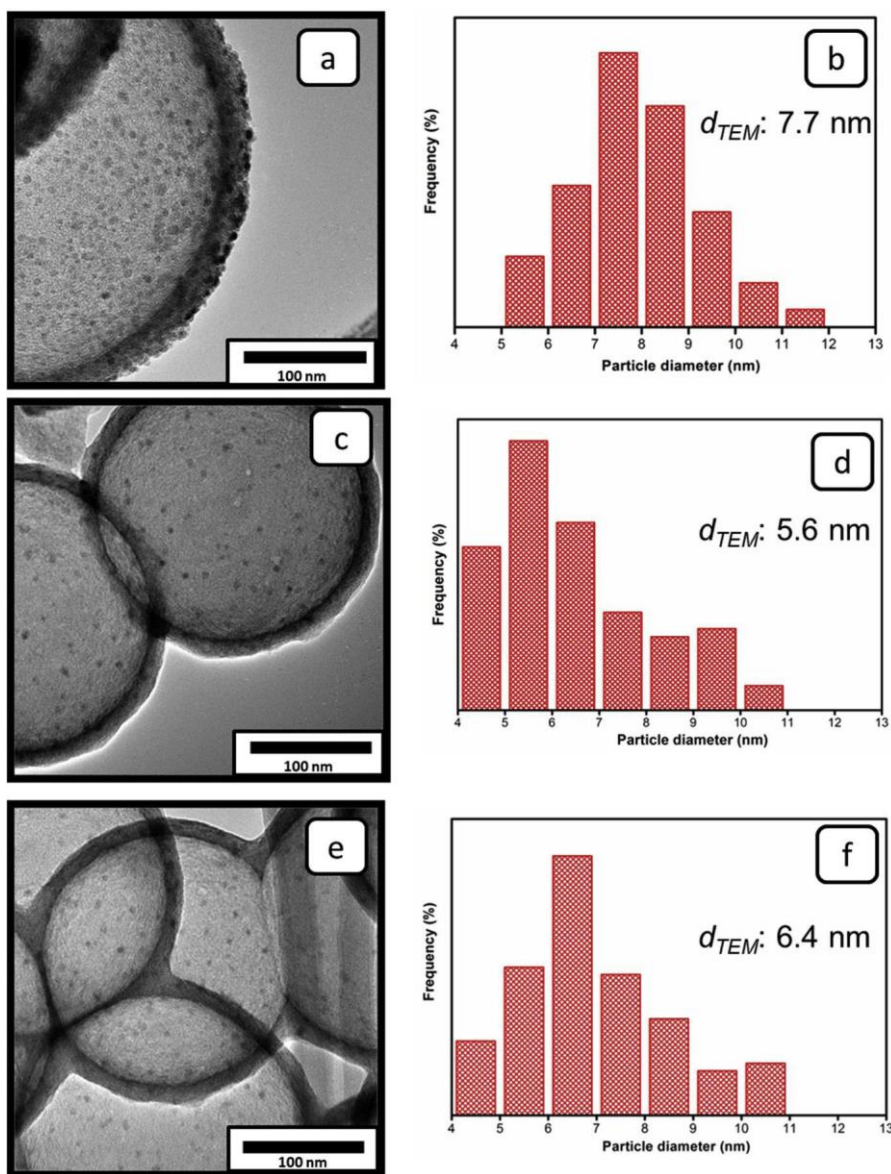 a
100 nm
b
d_TEM: 7.7 nm
Frequency (%)
4 5 6 7 8 9 10 11 12 13
Particle diameter (nm)
c
100 nm
d
d_TEM: 5.6 nm
Frequency (%)
4 5 6 7 8 9 10 11 12 13
Particle diameter (nm)
e
100 nm
f
d_TEM: 6.4 nm
Frequency (%)
4 5 6 7 8 9 10 11 12 13
Particle diameter (nm)